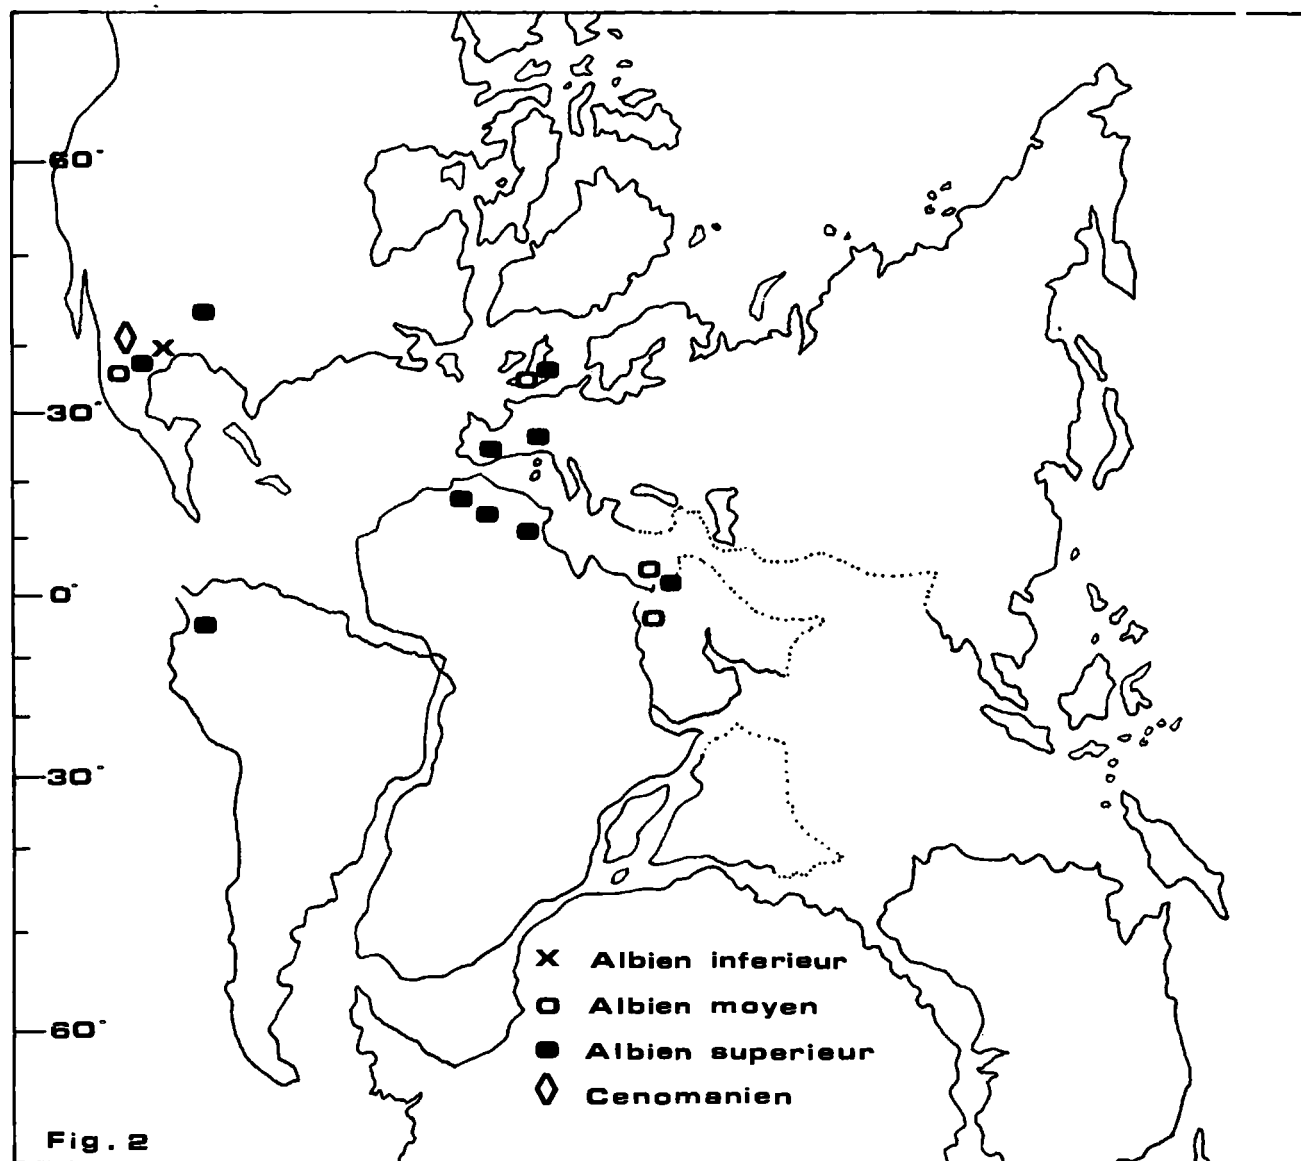 60°
30°
0°
30°
60°
Albien inferieur
Albien moyen
Albien superieur
Cenomanien
Fig. 2